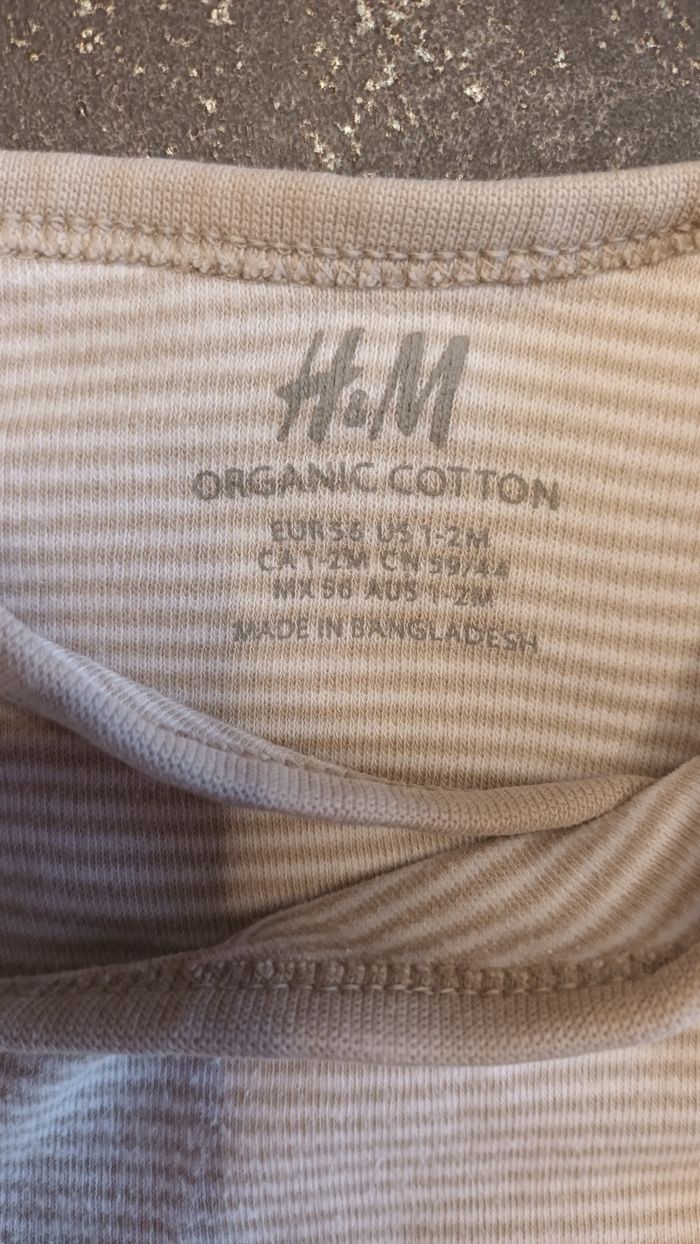 H&M
ORGANIC COTTON
EUR 56 US 1-2M
CA 1-2M CN 59/44
MX 56 AUS 1-2M
MADE IN BANGLADESH